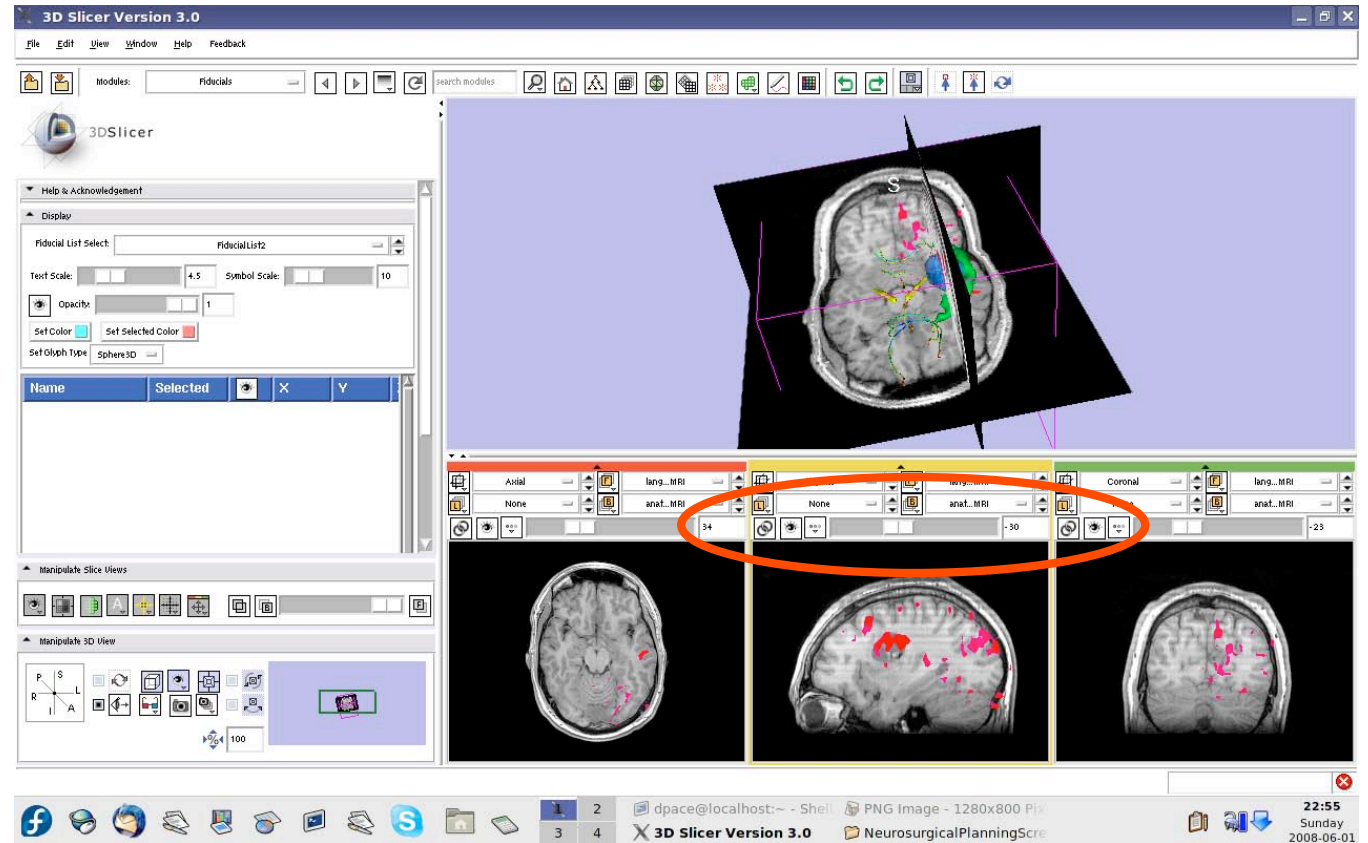 3D Slicer Version 3.0
File Edit View Window Help Feedback
Modules: Fiducials search modules
3DSlicer
Help & Acknowledgement
Display
Fiducial List Select: FiducialList2
Text Scale: 4.5 Symbol Scale: 10
Opacity: 1
Set Color Set Selected Color
Set Glyph Type Sphere3D
Name Selected X Y
S
Axial lang...MRI
None anat...MRI
34
None anat...MRI
-30
Coronal lang...MRI
anat...MRI
-23
Manipulate Slice Views
B F
Manipulate 3D View
P S
R L
I A
100
1 2
3 4
dpace@localhost:~ - Shell
PNG Image - 1280x800 Pix
3D Slicer Version 3.0
NeurosurgicalPlanningScre
22:55
Sunday
2008-06-01